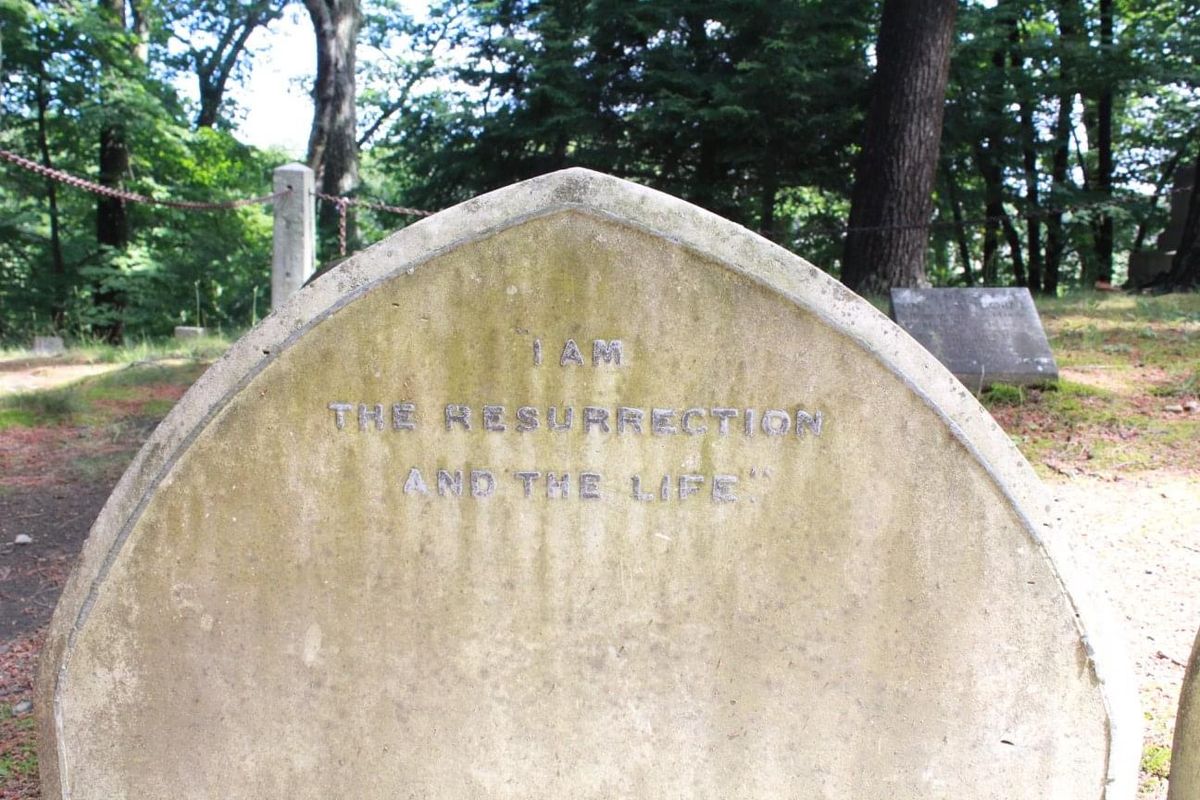 "I AM
THE RESURRECTION
AND THE LIFE."